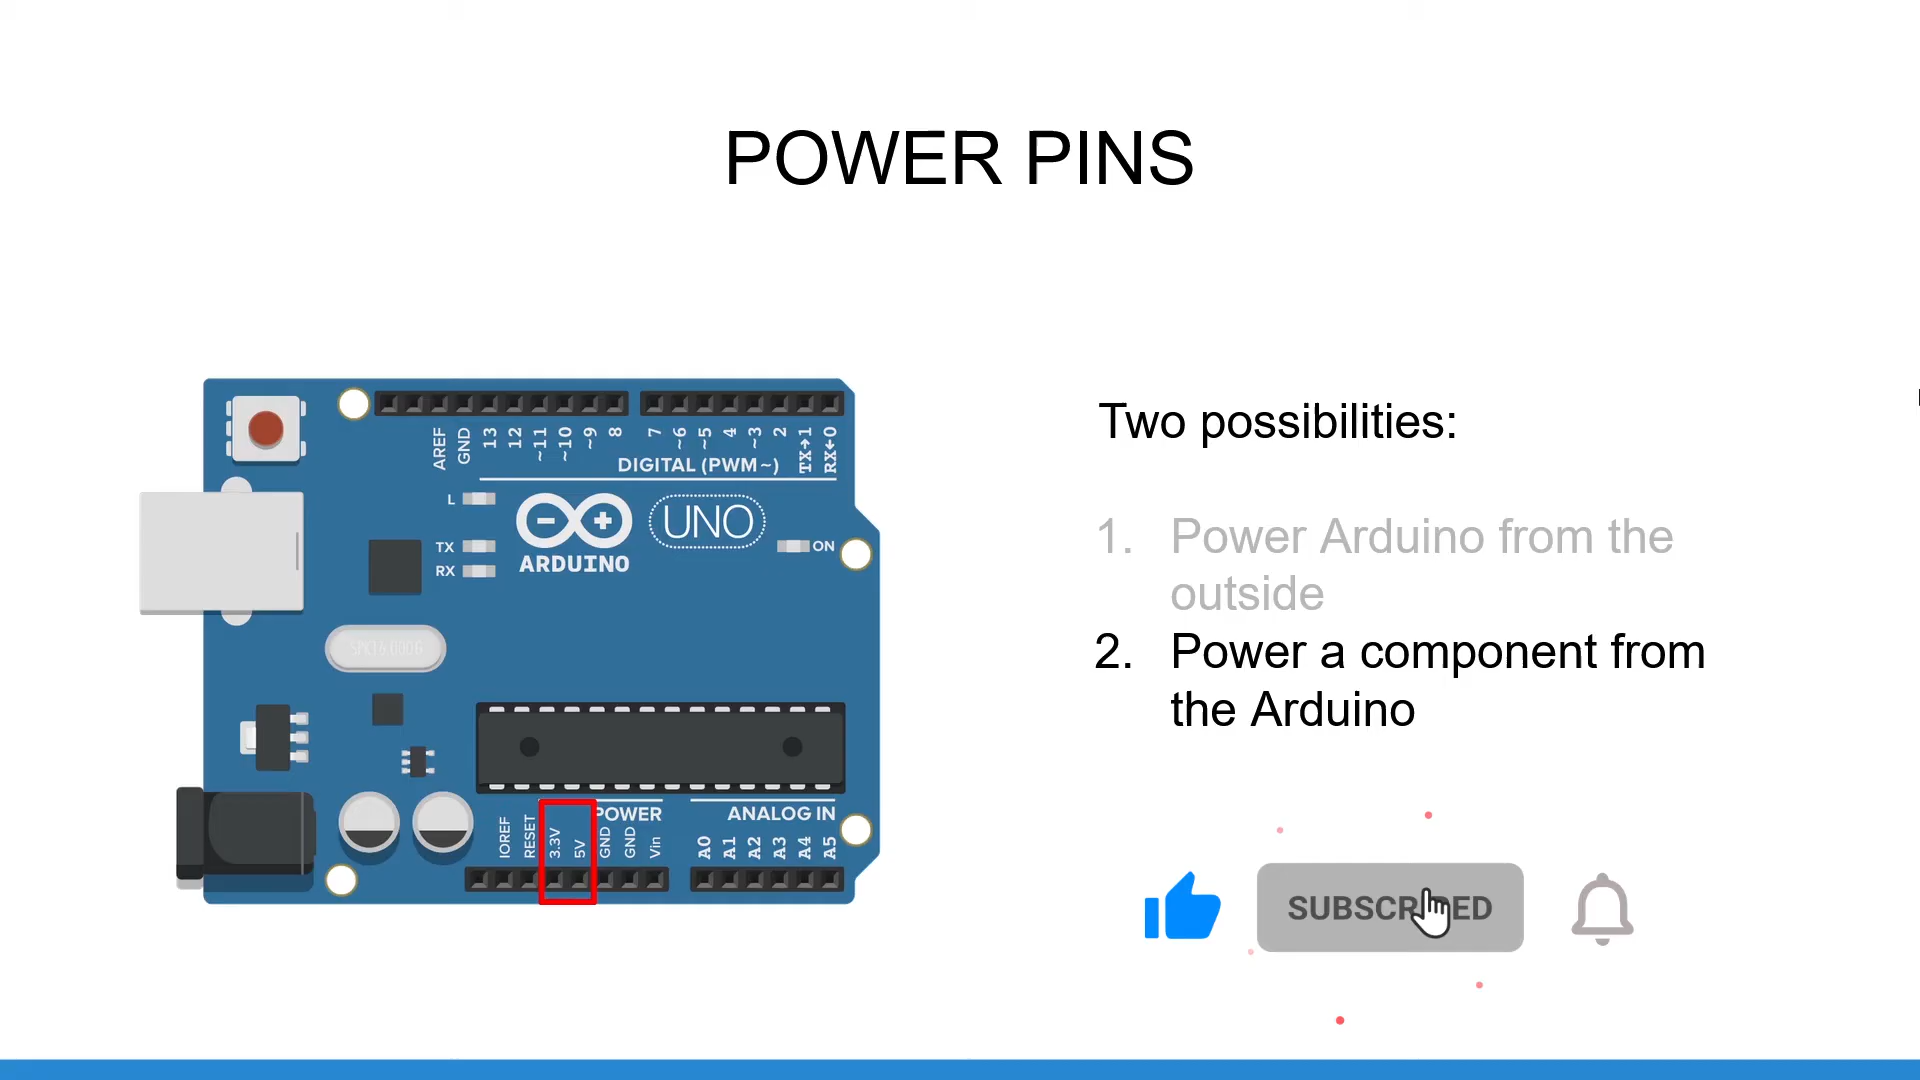 POWER PINS
Two possibilities:
1. Power Arduino from the
outside
2. Power a component from
the Arduino
AREF
GND
13
12
~11
~10
~9
8
7
~6
~5
4
~3
2
TX→1
RX←0
DIGITAL (PWM~)
L
TX
RX
ARDUINO
UNO
ON
POWER
ANALOG IN
IOREF
RESET
3.3V
5V
GND
GND
Vin
A0
A1
A2
A3
A4
A5